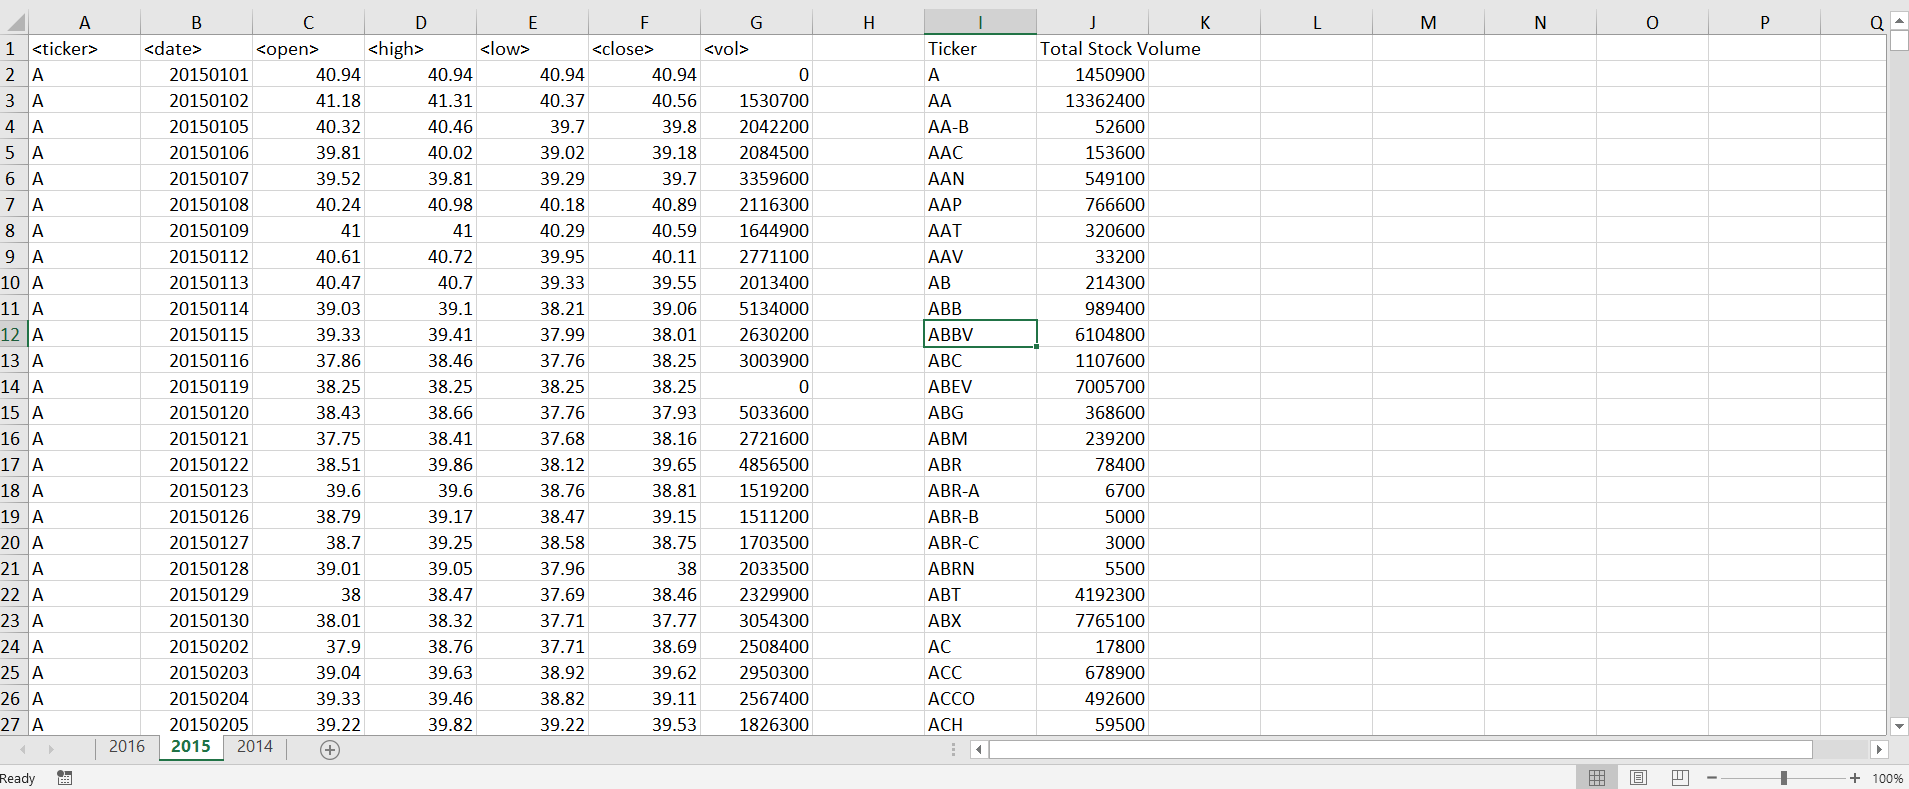 A B C D E F G H I J K L M N O P Q
1 <ticker> <date> <open> <high> <low> <close> <vol> Ticker Total Stock Volume
2 A 20150101 40.94 40.94 40.94 40.94 0 A 1450900
3 A 20150102 41.18 41.31 40.37 40.56 1530700 AA 13362400
4 A 20150105 40.32 40.46 39.7 39.8 2042200 AA-B 52600
5 A 20150106 39.81 40.02 39.02 39.18 2084500 AAC 153600
6 A 20150107 39.52 39.81 39.29 39.7 3359600 AAN 549100
7 A 20150108 40.24 40.98 40.18 40.89 2116300 AAP 766600
8 A 20150109 41 41 40.29 40.59 1644900 AAT 320600
9 A 20150112 40.61 40.72 39.95 40.11 2771100 AAV 33200
10 A 20150113 40.47 40.7 39.33 39.55 2013400 AB 214300
11 A 20150114 39.03 39.1 38.21 39.06 5134000 ABB 989400
12 A 20150115 39.33 39.41 37.99 38.01 2630200 ABBV 6104800
13 A 20150116 37.86 38.46 37.76 38.25 3003900 ABC 1107600
14 A 20150119 38.25 38.25 38.25 38.25 0 ABEV 7005700
15 A 20150120 38.43 38.66 37.76 37.93 5033600 ABG 368600
16 A 20150121 37.75 38.41 37.68 38.16 2721600 ABM 239200
17 A 20150122 38.51 39.86 38.12 39.65 4856500 ABR 78400
18 A 20150123 39.6 39.6 38.76 38.81 1519200 ABR-A 6700
19 A 20150126 38.79 39.17 38.47 39.15 1511200 ABR-B 5000
20 A 20150127 38.7 39.25 38.58 38.75 1703500 ABR-C 3000
21 A 20150128 39.01 39.05 37.96 38 2033500 ABRN 5500
22 A 20150129 38 38.47 37.69 38.46 2329900 ABT 4192300
23 A 20150130 38.01 38.32 37.71 37.77 3054300 ABX 7765100
24 A 20150202 37.9 38.76 37.71 38.69 2508400 AC 17800
25 A 20150203 39.04 39.63 38.92 39.62 2950300 ACC 678900
26 A 20150204 39.33 39.46 38.82 39.11 2567400 ACCO 492600
27 A 20150205 39.22 39.82 39.22 39.53 1826300 ACH 59500
2016 2015 2014
Ready 100%